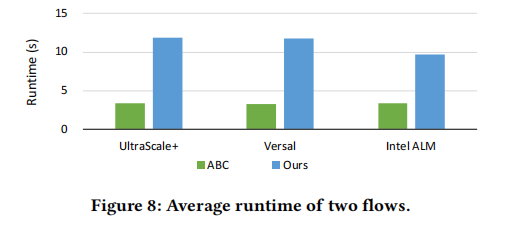 15
10
5
0
Runtime (s)
UltraScale+ Versal Intel ALM
ABC Ours
Figure 8: Average runtime of two flows.